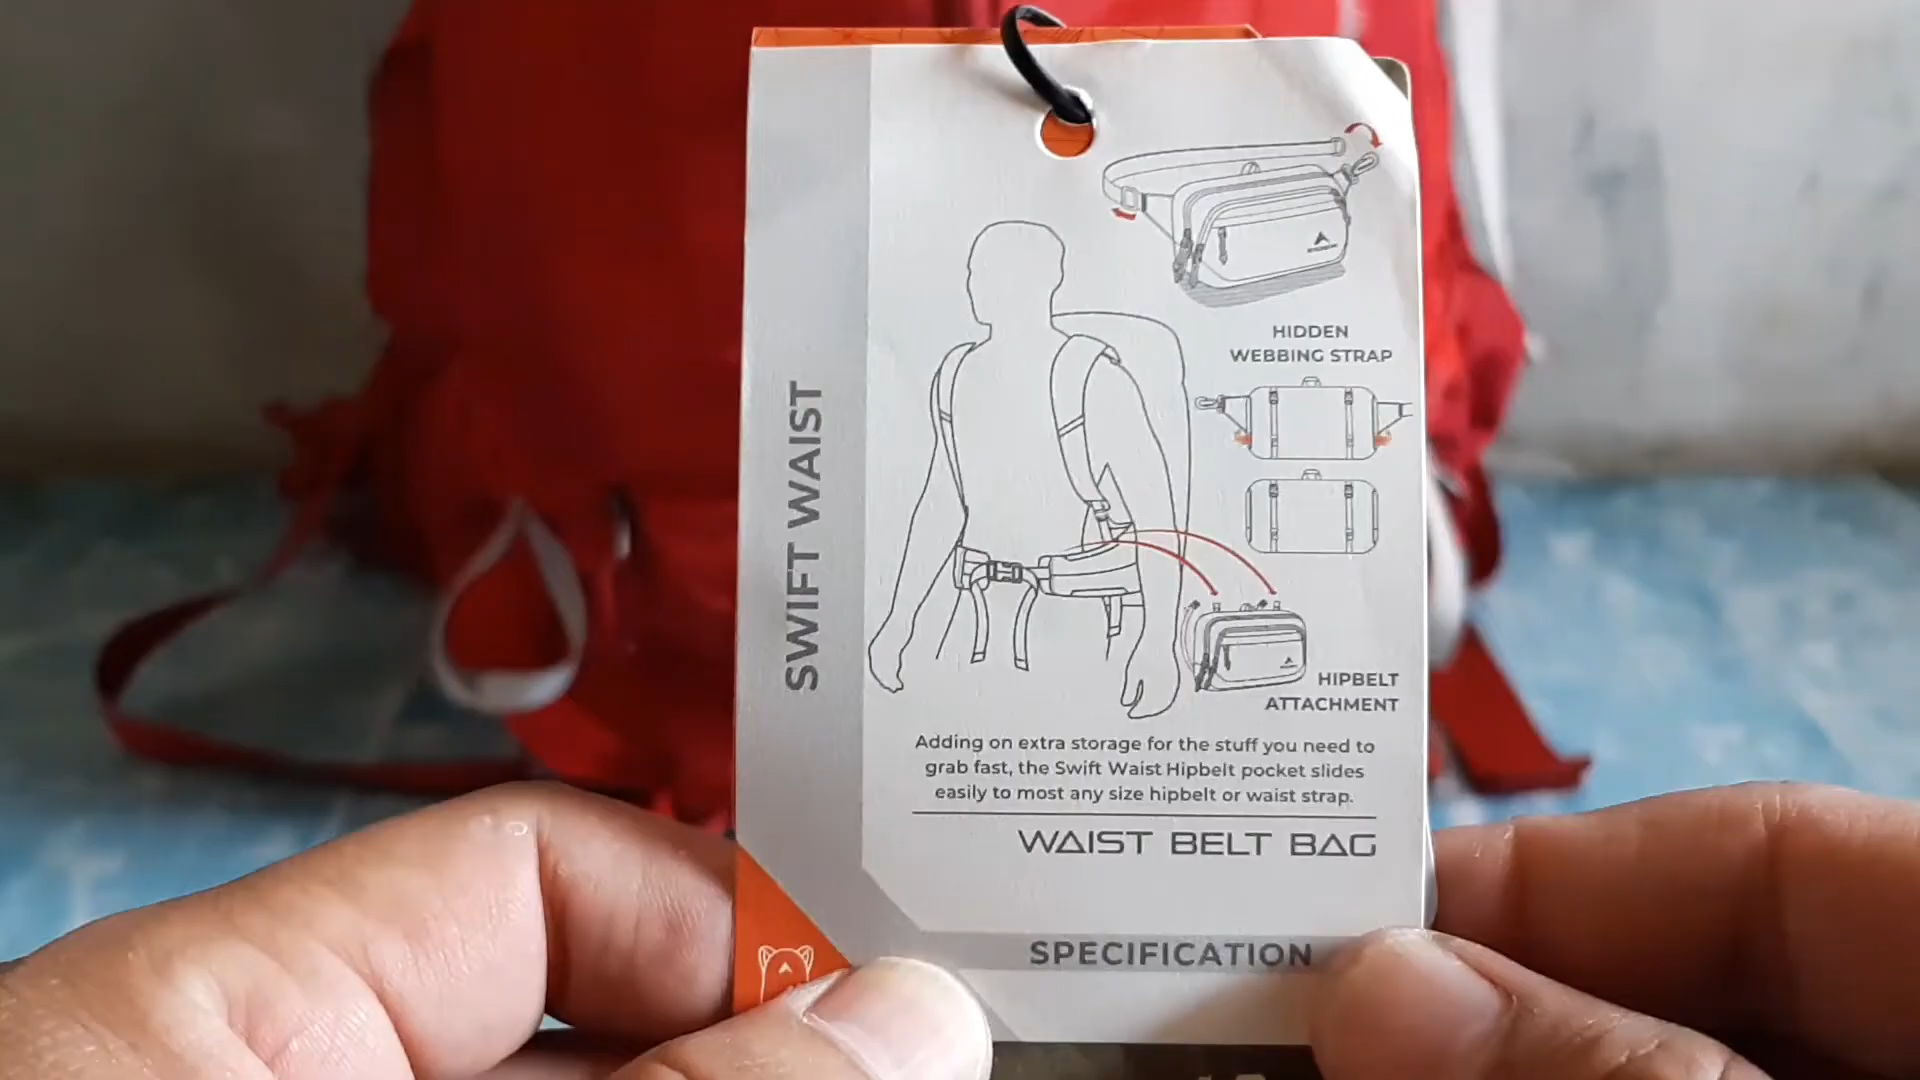 HIDDEN
WEBBING STRAP
SWIFT WAIST
HIPBELT
ATTACHMENT
Adding on extra storage for the stuff you need to
grab fast, the Swift Waist Hipbelt pocket slides
easily to most any size hipbelt or waist strap.
WAIST BELT BAG
SPECIFICATION